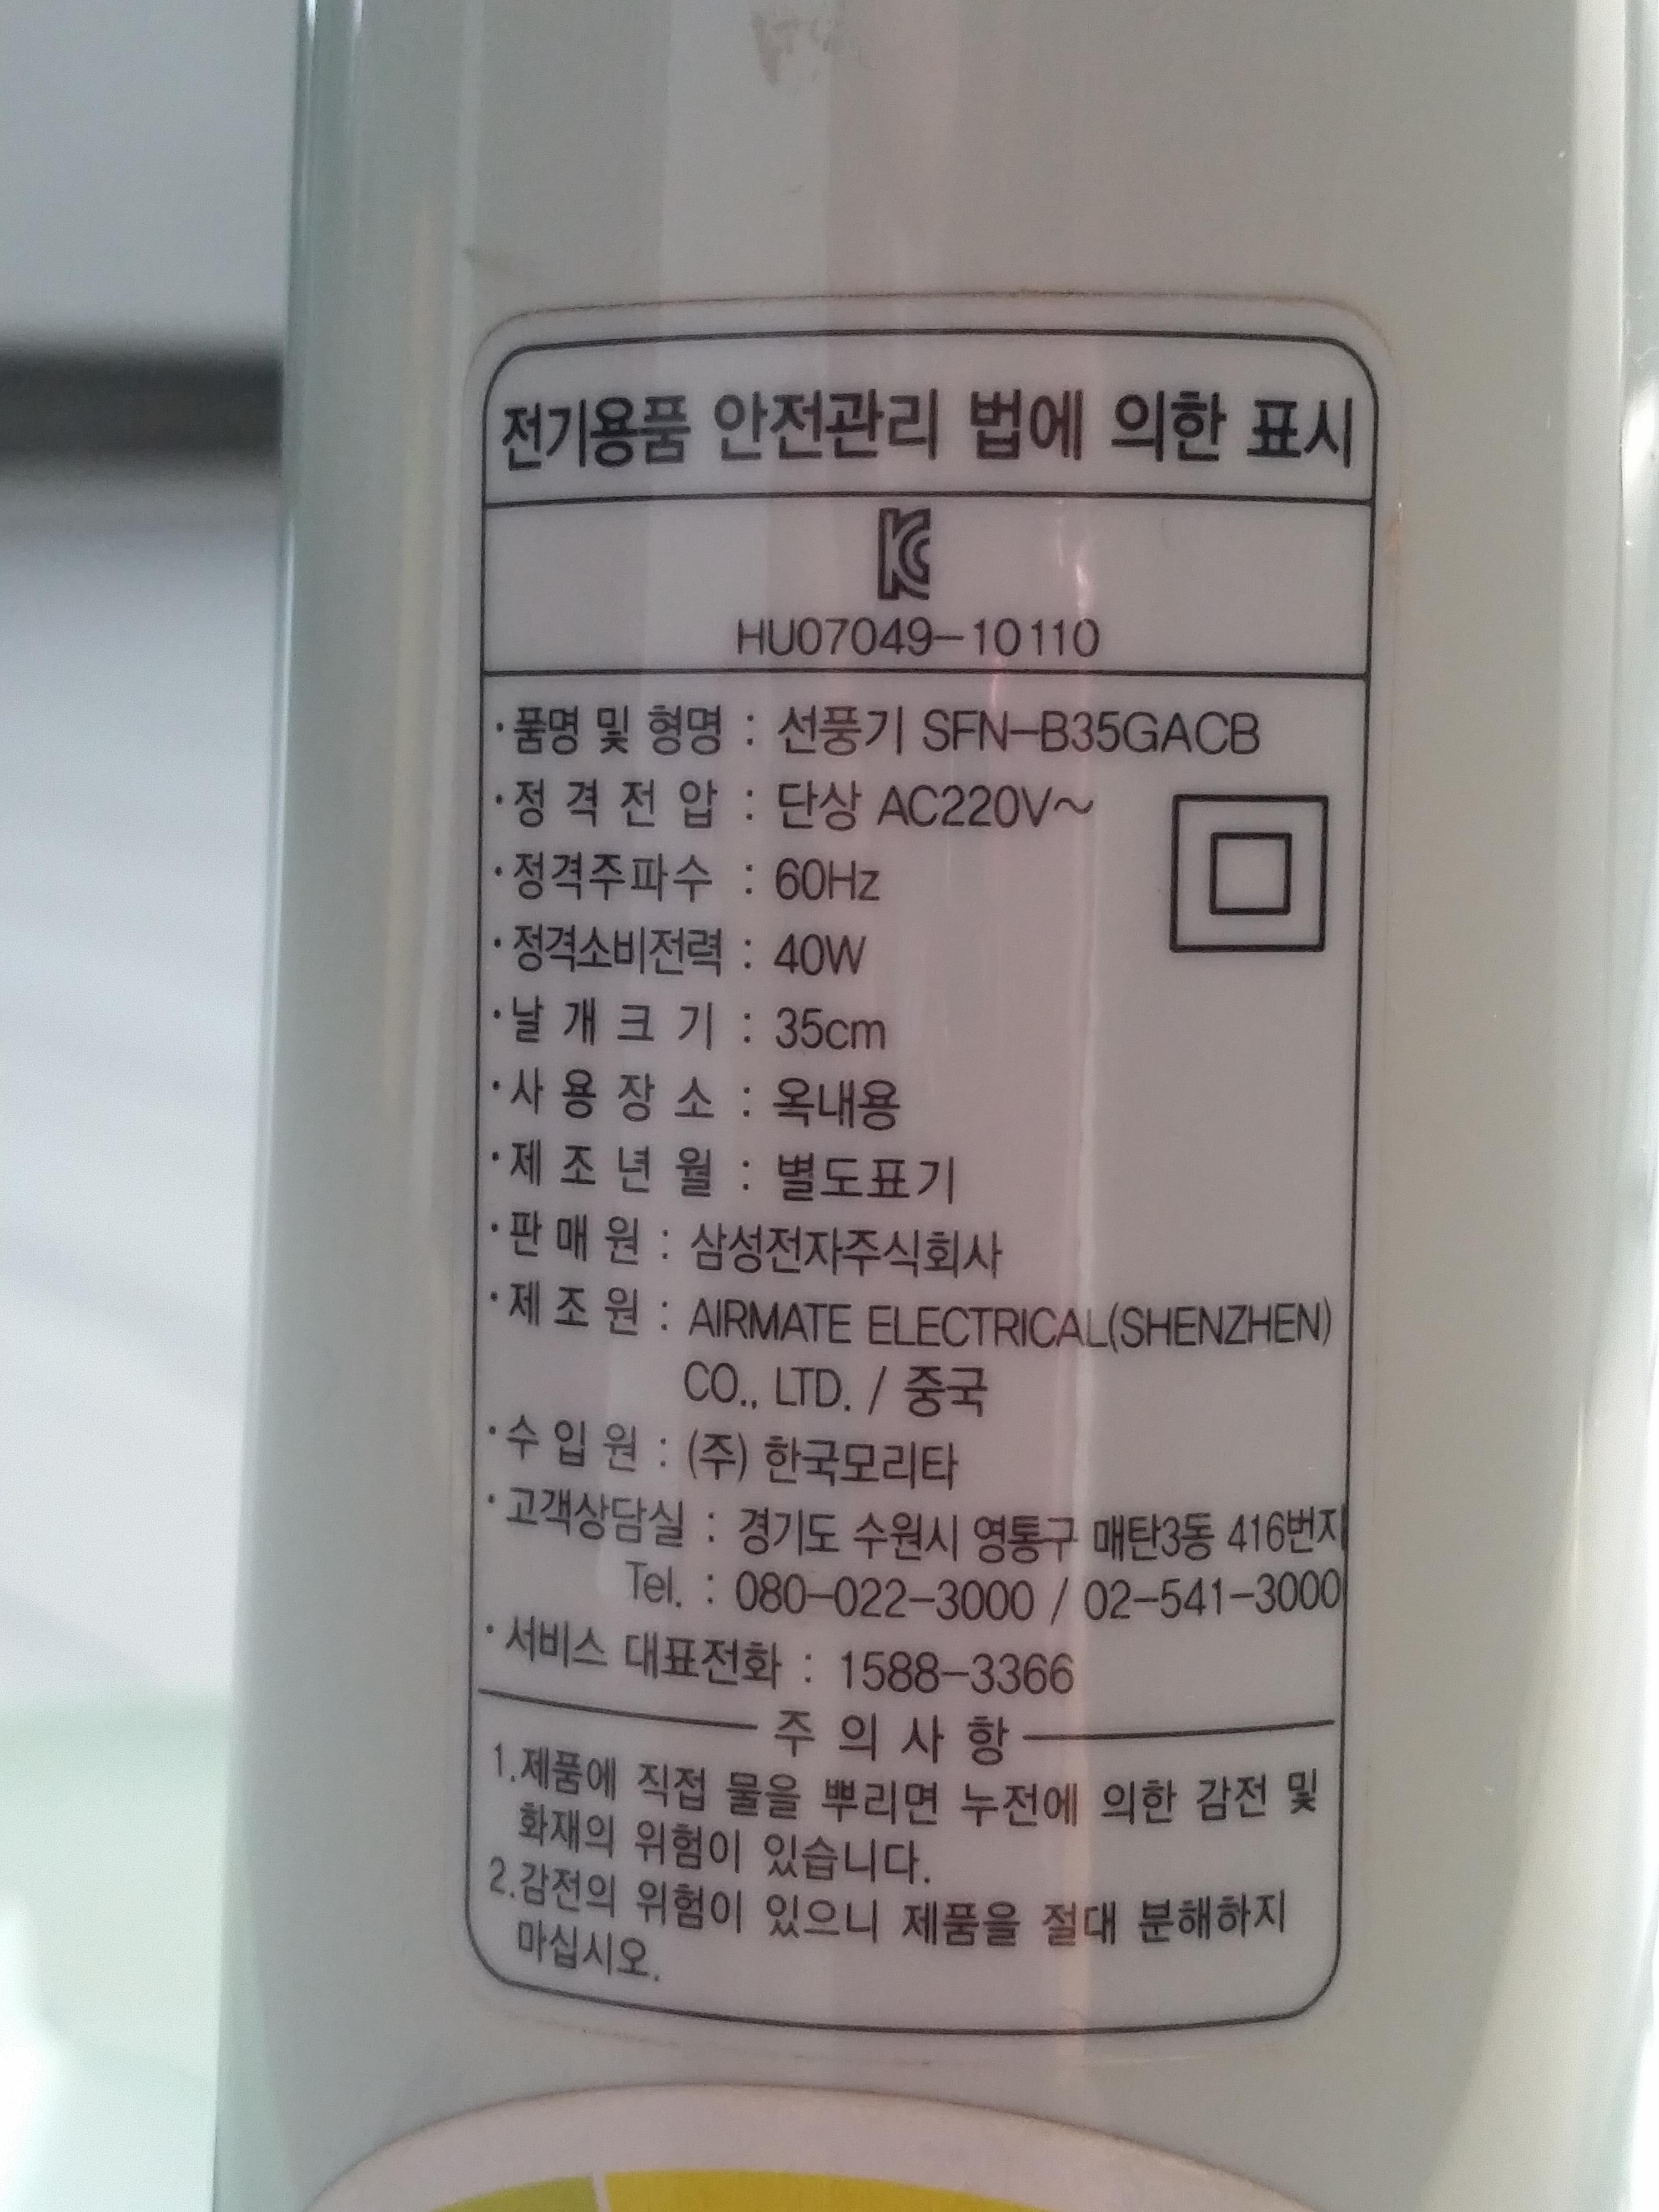 전기용품 안전관리 법에 의한 표시
KC
HU07049-10110
·품명 및 형명 : 선풍기 SFN-B35GACB
·정 격 전 압 : 단상 AC220V~
·정격주파수 : 60Hz
·정격소비전력 : 40W
·날 개 크 기 : 35cm
·사 용 장 소 : 옥내용
·제 조 년 월 : 별도표기
·판 매 원 : 삼성전자주식회사
·제 조 원 : AIRMATE ELECTRICAL(SHENZHEN)
CO., LTD. / 중국
·수 입 원 : (주) 한국모리타
·고객상담실 : 경기도 수원시 영통구 매탄3동 416번지
Tel. : 080-022-3000 / 02-541-3000
·서비스 대표전화 : 1588-3366
주 의 사 항
1.제품에 직접 물을 뿌리면 누전에 의한 감전 및
화재의 위험이 있습니다.
2.감전의 위험이 있으니 제품을 절대 분해하지
마십시오.